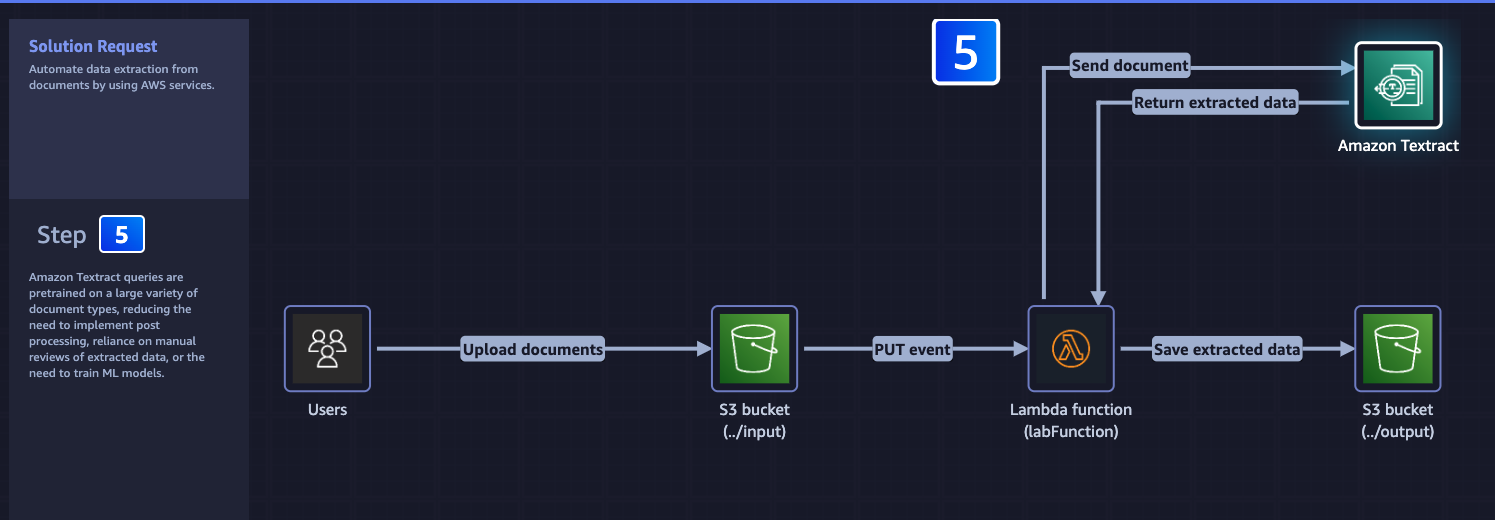 Solution Request
Automate data extraction from
documents by using AWS services.
Step 5
Amazon Textract queries are
pretrained on a large variety of
document types, reducing the
need to implement post
processing, reliance on manual
reviews of extracted data, or the
need to train ML models.
5
Send document
Return extracted data
Amazon Textract
Upload documents
PUT event
Save extracted data
Users
S3 bucket
(../input)
Lambda function
(labFunction)
S3 bucket
(../output)